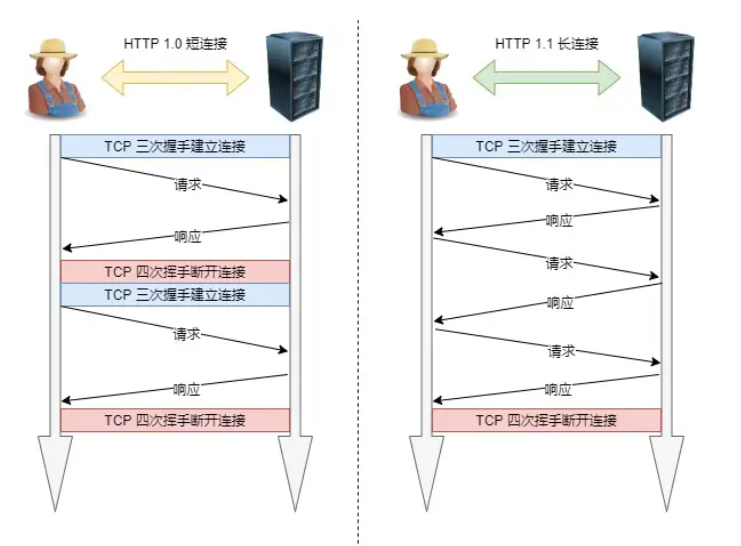 HTTP 1.0 短连接
TCP 三次握手建立连接
请求
响应
TCP 四次挥手断开连接
TCP 三次握手建立连接
请求
响应
TCP 四次挥手断开连接
HTTP 1.1 长连接
TCP 三次握手建立连接
请求
响应
请求
响应
请求
响应
TCP 四次挥手断开连接